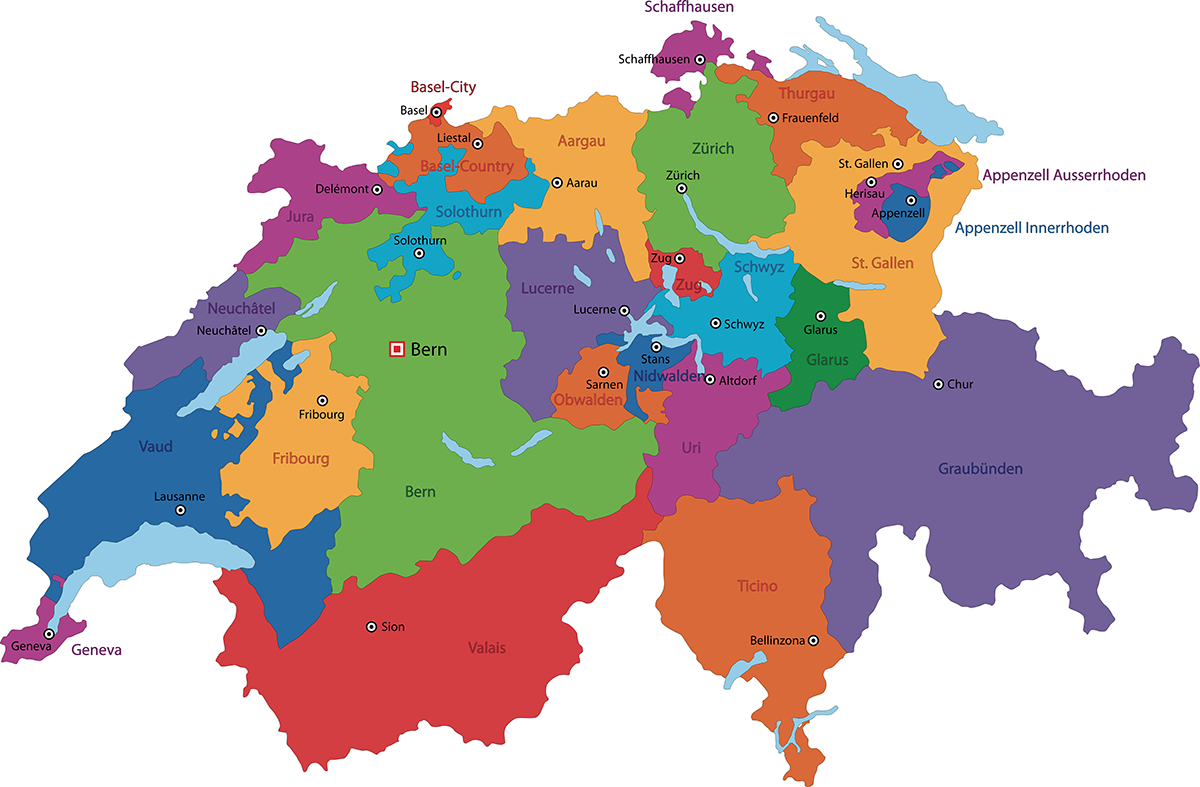 Schaffhausen
Schaffhausen
Basel-City
Thurgau
Basel
Frauenfeld
Liestal
Aargau
Zürich
Basel-Country
St. Gallen
Appenzell Ausserrhoden
Zürich
Aarau
Delémont
Herisau
Appenzell
Jura
Solothurn
Appenzell Innerrhoden
Solothurn
Zug
Schwyz
St. Gallen
Zug
Lucerne
Neuchâtel
Lucerne
Schwyz
Neuchâtel
Glarus
Bern
Stans
Glarus
Nidwalden
Altdorf
Sarnen
Chur
Obwalden
Fribourg
Vaud
Uri
Fribourg
Graubünden
Bern
Lausanne
Ticino
Sion
Bellinzona
Geneva
Geneva
Valais